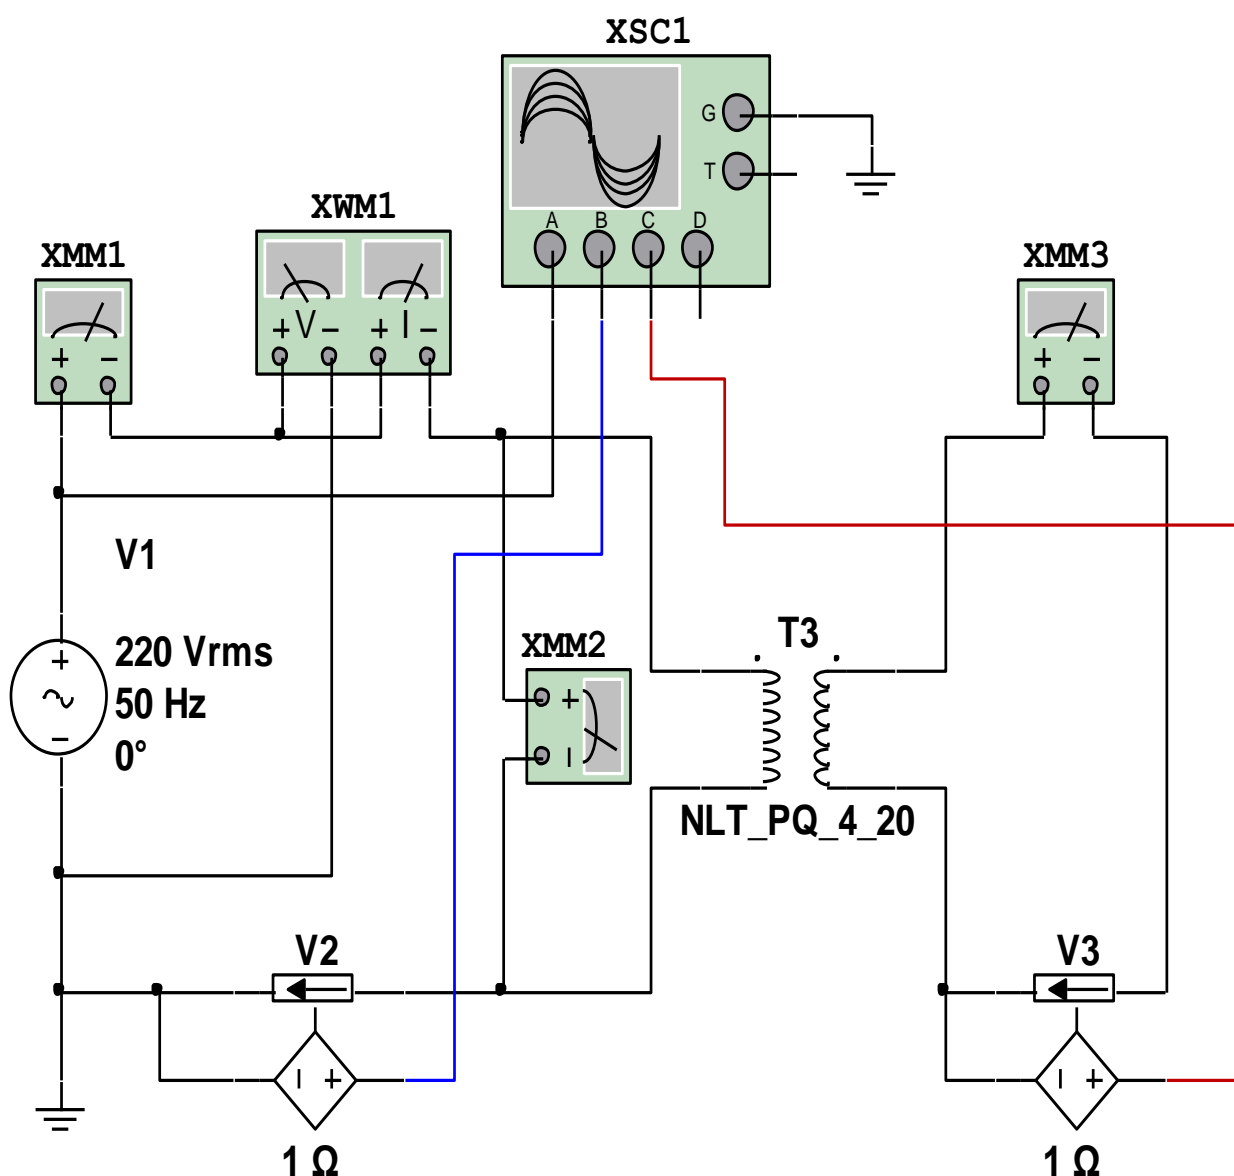 XSC1
G
T
A B C D
XWM1
+ V − + I −
XMM1
+ −
XMM3
+ −
V1
220 Vrms
50 Hz
0°
+
−
XMM2
+
−
T3
NLT_PQ_4_20
V2
V3
− +
− +
1 Ω
1 Ω